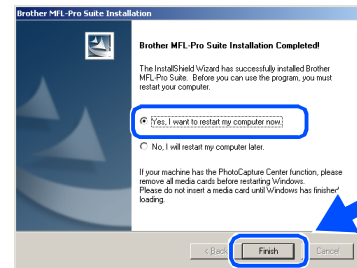 Brother MFL-Pro Suite Installation
Brother MFL-Pro Suite Installation Completed!
The InstallShield Wizard has successfully installed Brother
MFL-Pro Suite. Before you can use the program, you must
restart your computer.
Yes, I want to restart my computer now.
No, I will restart my computer later.
If your machine has the PhotoCapture Center function, please
remove all media cards before restarting Windows.
Please do not insert a media card until Windows has finished
loading.
< Back
Finish
Cancel